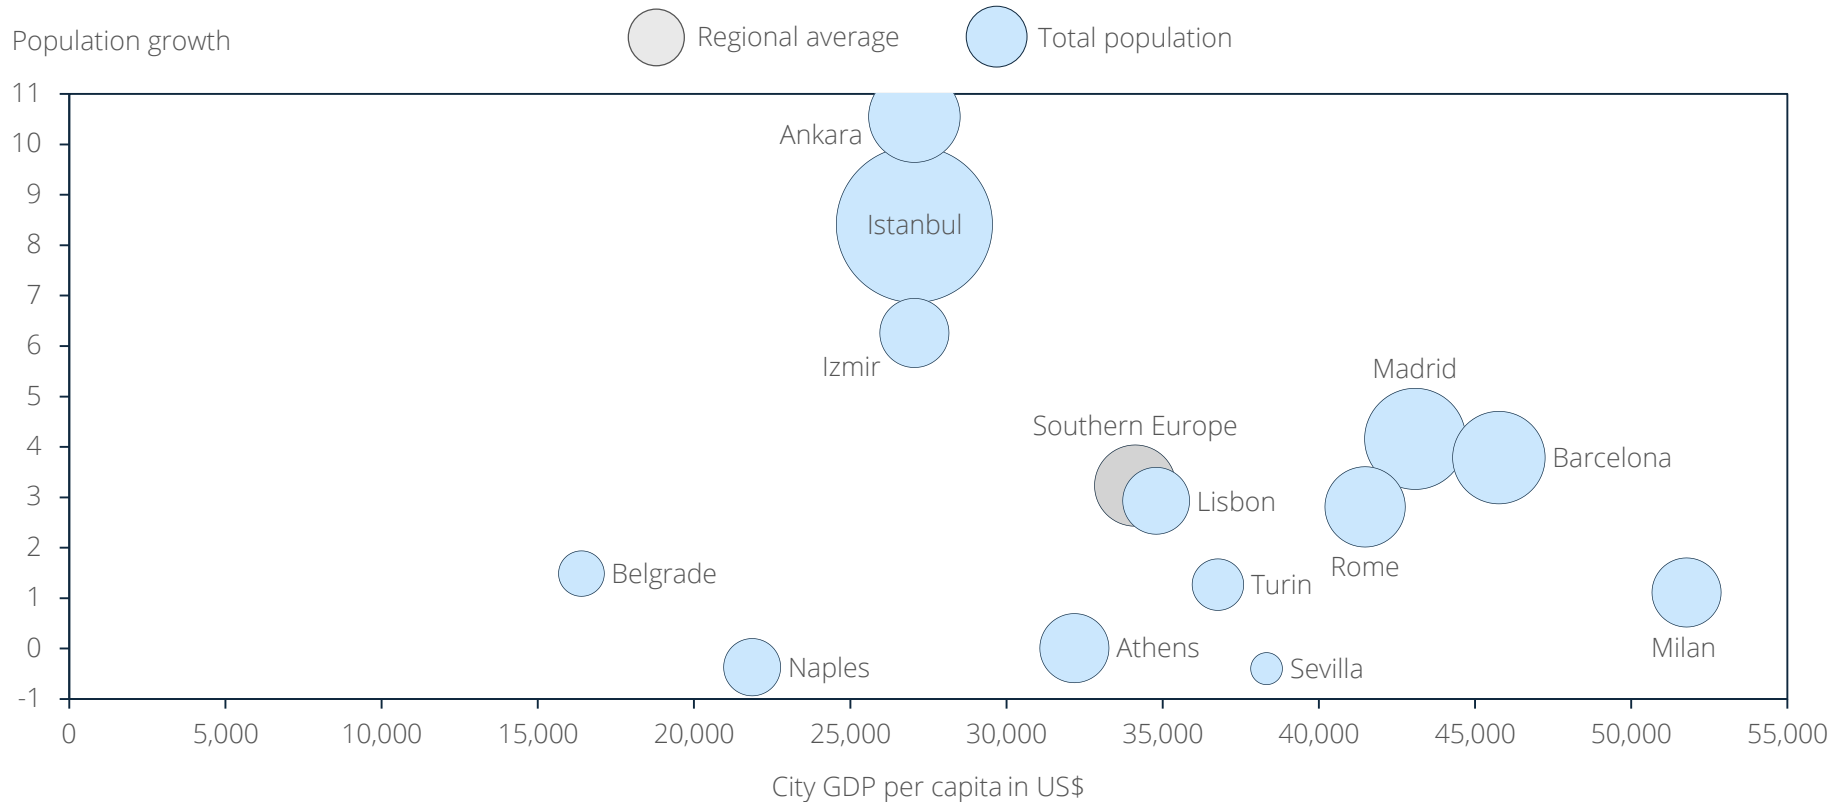 Population growth
Regional average
Total population
11
10
9
8
7
6
5
4
3
2
1
0
-1
Ankara
Istanbul
Izmir
Madrid
Southern Europe
Barcelona
Lisbon
Rome
Belgrade
Turin
Milan
Athens
Naples
Sevilla
0 5,000 10,000 15,000 20,000 25,000 30,000 35,000 40,000 45,000 50,000 55,000
City GDP per capita in US$